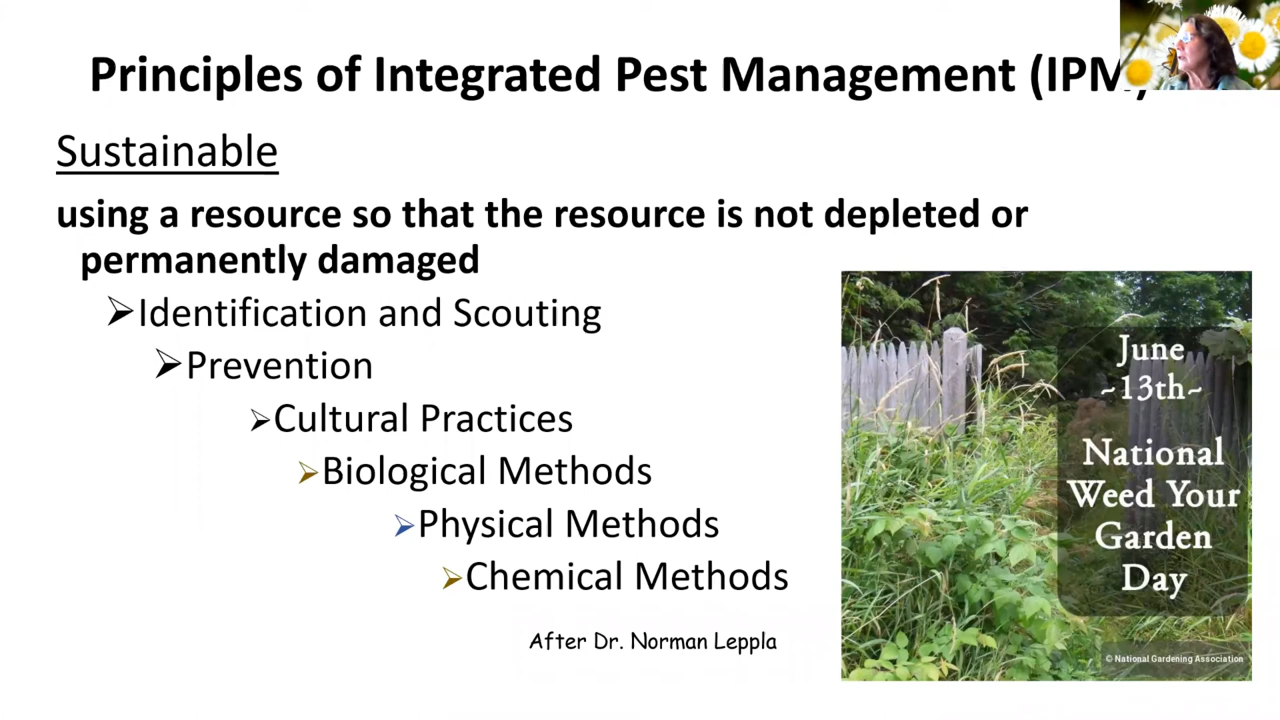 Principles of Integrated Pest Management (IPM)
Sustainable
using a resource so that the resource is not depleted or
permanently damaged
Identification and Scouting
Prevention
Cultural Practices
Biological Methods
Physical Methods
Chemical Methods
After Dr. Norman Leppla
June
~13th~
National
Weed Your
Garden
Day
© National Gardening Association